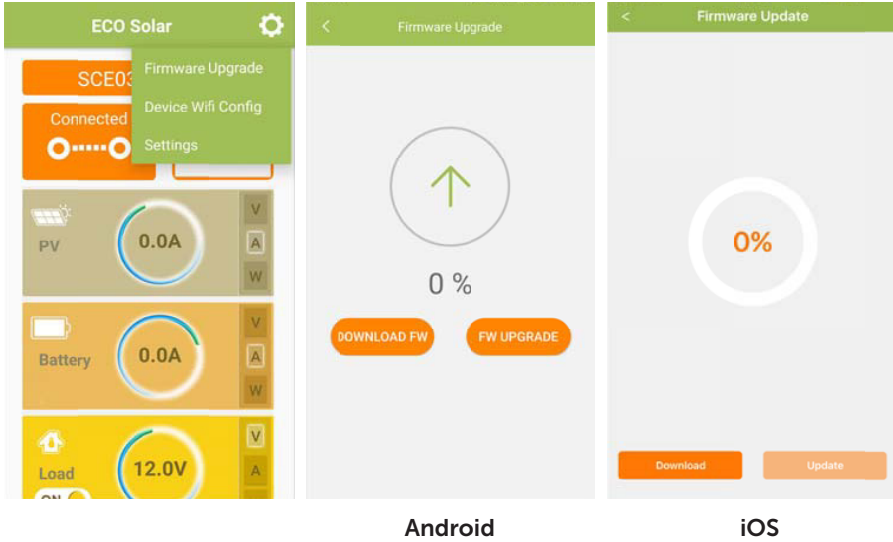 ECO Solar
Firmware Upgrade
Device Wifi Config
Settings
SCE03
Connected
PV
0.0A
V
A
W
Battery
0.0A
V
A
W
Load
12.0V
V
A
ON
Firmware Upgrade
0 %
DOWNLOAD FW
FW UPGRADE
Android
< Firmware Update
0%
Download
Update
iOS